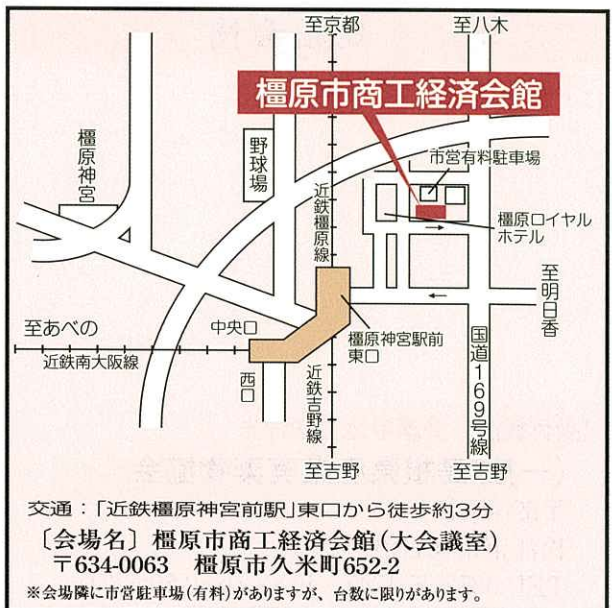 至京都
至八木
橿原市商工経済会館
橿原神宮
野球場
近鉄橿原線
市営有料駐車場
橿原ロイヤル
ホテル
→
←
至明日香
至あべの
中央口
橿原神宮駅前
東口
近鉄南大阪線
西口
近鉄吉野線
国道169号線
至吉野
至吉野
交通：「近鉄橿原神宮前駅」東口から徒歩約3分
〔会場名〕橿原市商工経済会館（大会議室）
〒634-0063　橿原市久米町652-2
※会場隣に市営駐車場（有料）がありますが、台数に限りがあります。